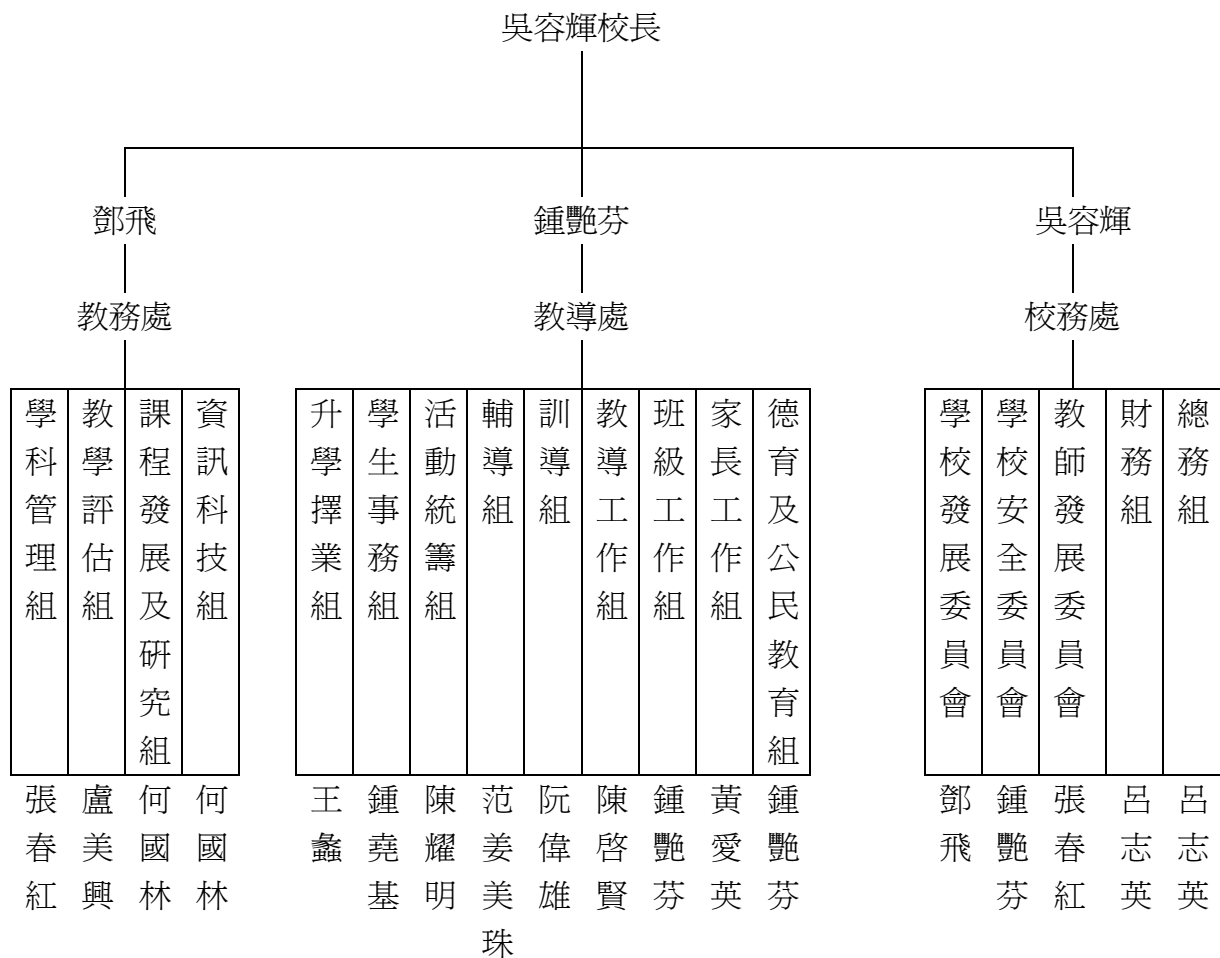 吳容輝校長
鄧飛
鍾艷芬
吳容輝
教務處
教導處
校務處
學科管理組
教學評估組
課程發展及研究組
資訊科技組
升學擇業組
學生事務組
活動統籌組
輔導組
訓導組
教導工作組
班級工作組
家長工作組
德育及公民教育組
學校發展委員會
學校安全委員會
教師發展委員會
財務組
總務組
張春紅
盧美興
何國林
何國林
王蠡
鍾堯基
陳耀明
范姜美珠
阮偉雄
陳啓賢
鍾艷芬
黃愛英
鍾艷芬
鄧飛
鍾艷芬
張春紅
呂志英
呂志英